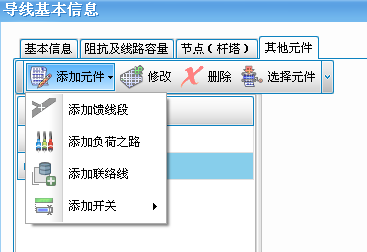 导线基本信息
基本信息 阻抗及线路容量 节点（杆塔） 其他元件
添加元件 修改 删除 选择元件
添加馈线段
添加负荷之路
添加联络线
添加开关